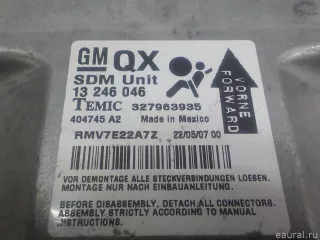 GM QX
SDM Unit
13 246 046
TEMIC 327963935
404745 A2 Made in Mexico
RMV7E22A7Z 22/05/07 00
VORNE
FORWARD
VOR DEMONTAGE ALLE STECKVERBINDUNGEN LOESEN.
MONTAGE NUR NACH EINBAUANLEITUNG.
BEFORE DISASSEMBLY, DETACH ALL CONNECTORS.
ASSEMBLY STRICTLY ACCORDING TO MANUAL
INSTRUCTIONS.
© eaural.ru